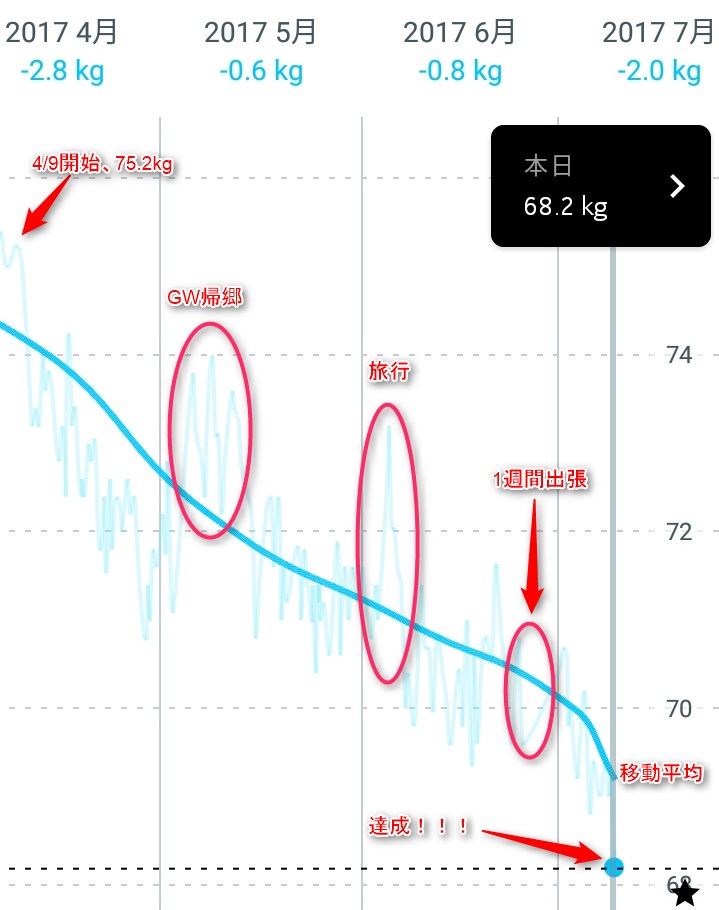 2017 4月 2017 5月 2017 6月 2017 7月
-2.8 kg -0.6 kg -0.8 kg -2.0 kg
4/9開始、75.2kg
本日
68.2 kg
GW帰郷
74
旅行
1週間出張
72
70
移動平均
達成！！！
68